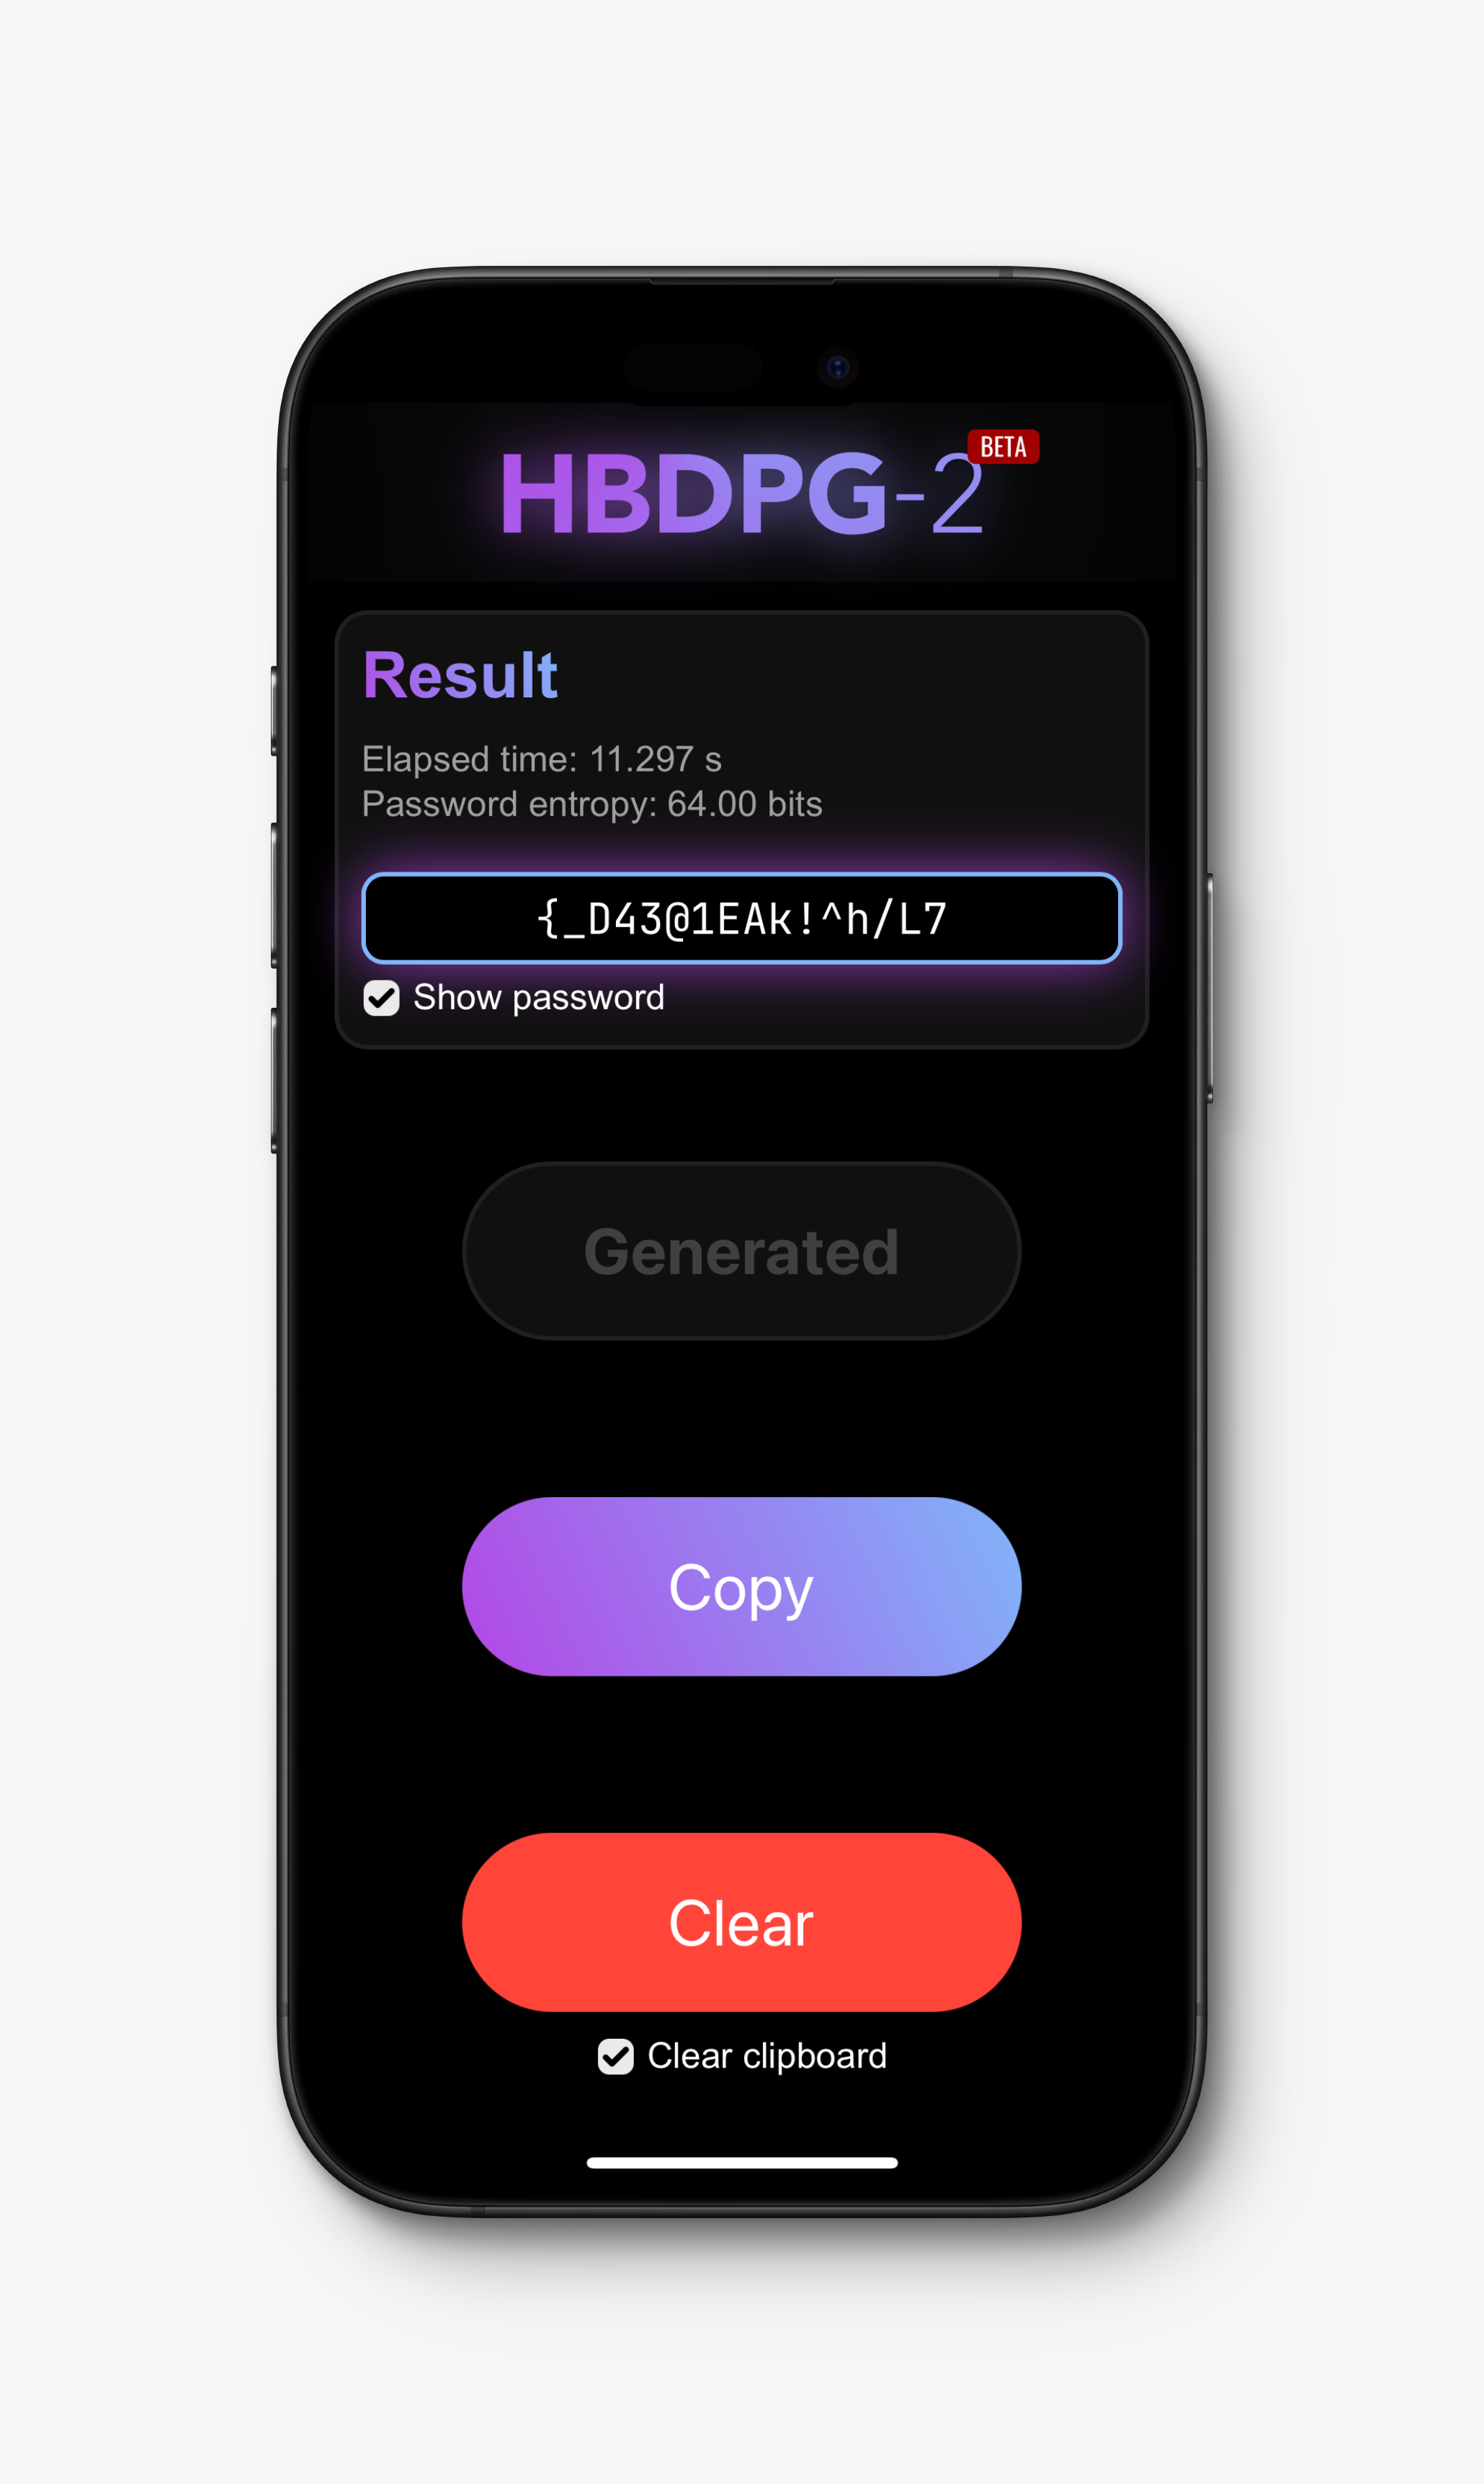 HBDPG-2
BETA
Result
Elapsed time: 11.297 s
Password entropy: 64.00 bits
{_D43@1EAk!^h/L7
Show password
Generated
Copy
Clear
Clear clipboard